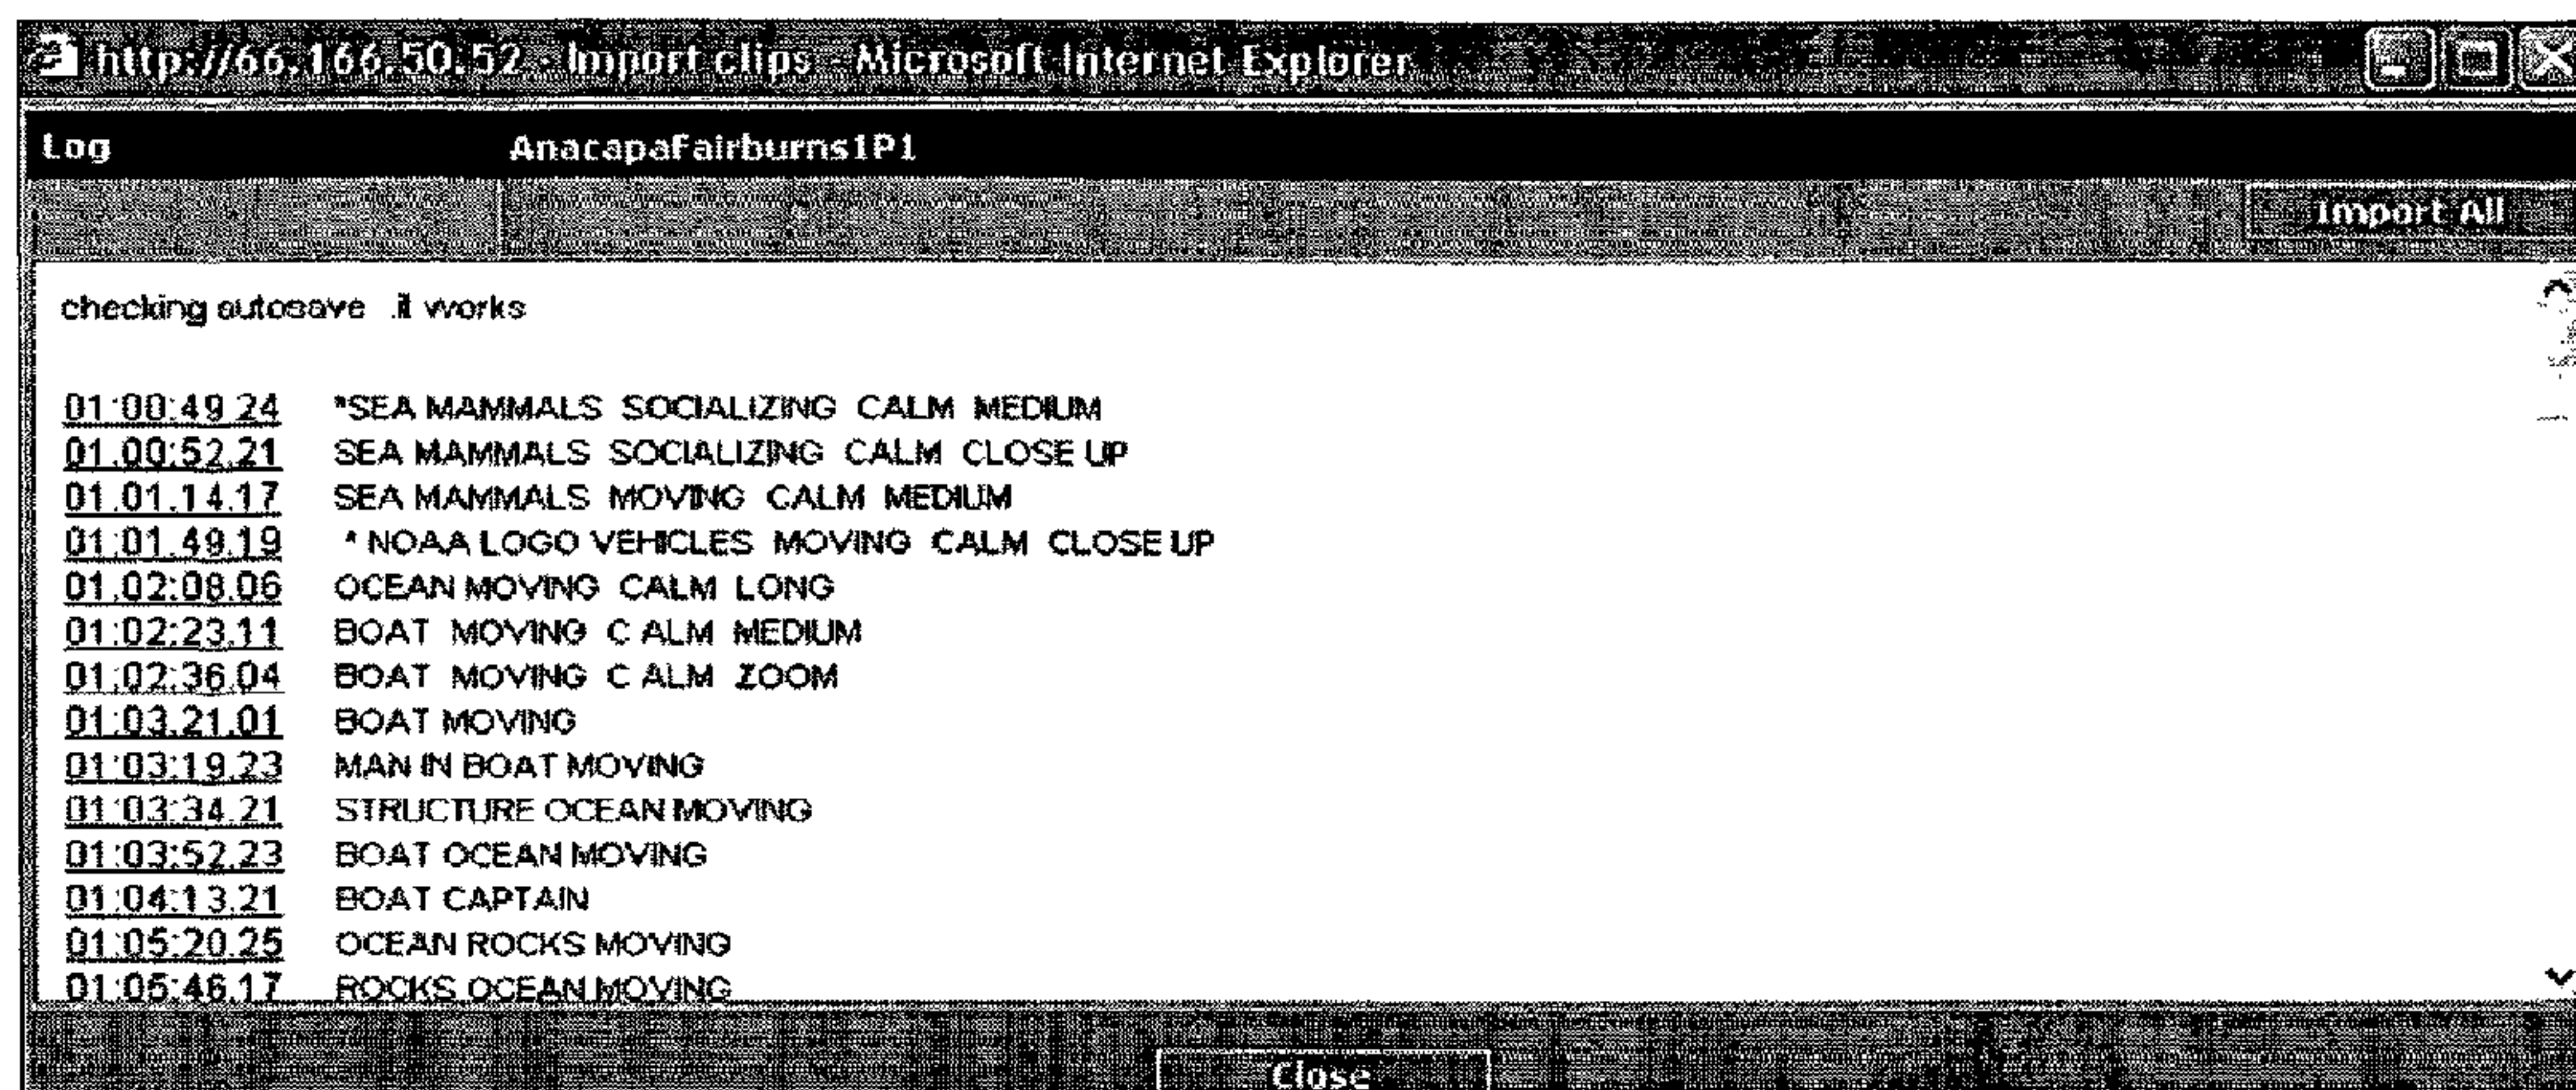 http://66.166.50.52 - Import clips - Microsoft Internet Explorer
Log AnacapaFairburns1P1
Import All
checking autosave .it works
01:00:49.24 *SEA MAMMALS SOCIALIZING CALM MEDIUM
01.00:52.21 SEA MAMMALS SOCIALIZING CALM CLOSE UP
01.01.14.17 SEA MAMMALS MOVING CALM MEDIUM
01:01.49.19 * NOAA LOGO VEHICLES MOVING CALM CLOSE UP
01.02:08.06 OCEAN MOVING CALM LONG
01:02:23.11 BOAT MOVING C ALM MEDIUM
01:02:36.04 BOAT MOVING C ALM ZOOM
01:03.21.01 BOAT MOVING
01:03:19.23 MAN IN BOAT MOVING
01:03:34.21 STRUCTURE OCEAN MOVING
01:03:52.23 BOAT OCEAN MOVING
01:04:13.21 BOAT CAPTAIN
01:05:20.25 OCEAN ROCKS MOVING
01:05:46.17 ROCKS OCEAN MOVING
Close